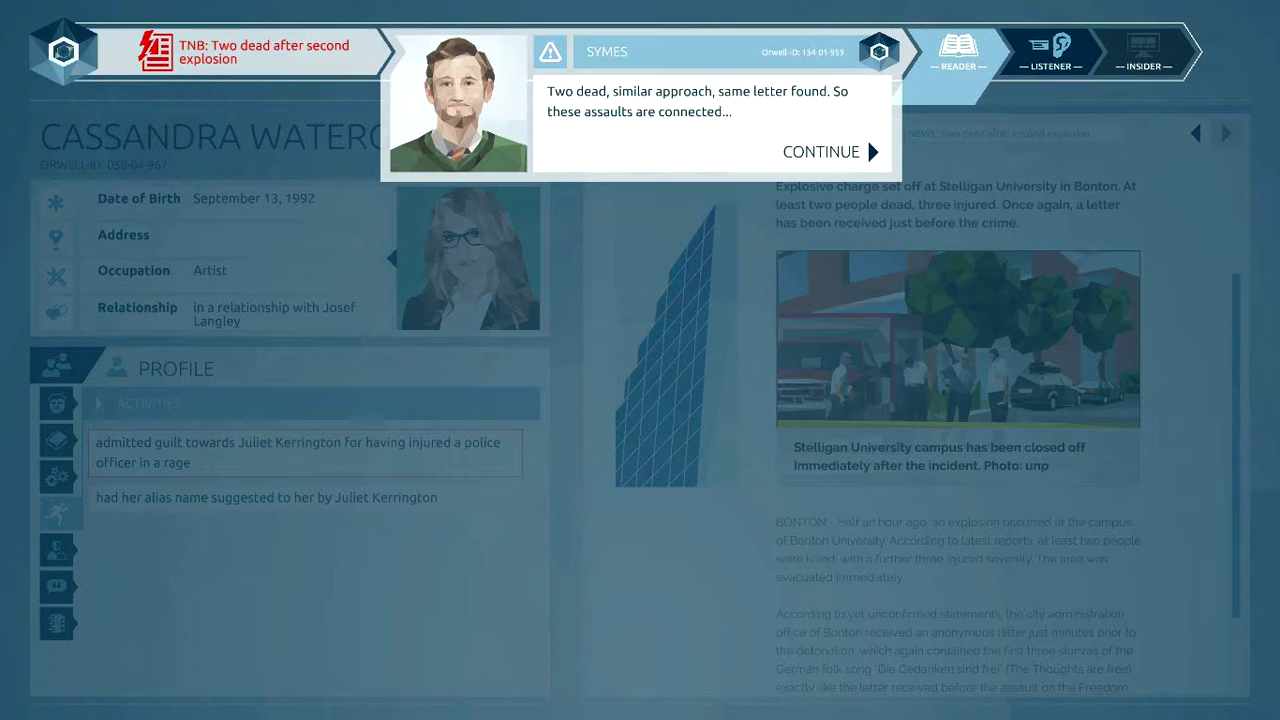 TNB: Two dead after second
explosion
SYMES
Orwell-ID: 154-01-959
Two dead, similar approach, same letter found. So
these assaults are connected...
CONTINUE
— READER —
— LISTENER —
— INSIDER —
CASSANDRA WATERG
ORWELL-ID: 058-04-967
Date of Birth September 13, 1992
Address
Occupation Artist
Relationship in a relationship with Josef
Langley
PROFILE
ACTIVITIES
admitted guilt towards Juliet Kerrington for having injured a police
officer in a rage
had her alias name suggested to her by Juliet Kerrington
NEWS: Two dead after second explosion
Explosive charge set off at Stelligan University in Bonton. At
least two people dead, three injured. Once again, a letter
has been received just before the crime.
Stelligan University campus has been closed off
immediately after the incident. Photo: unp
BONTON - Half an hour ago, an explosion occurred at the campus
of Bonton University. According to latest reports, at least two people
were killed, with a further three injured severely. The area was
evacuated immediately.
According to yet unconfirmed statements, the city administration
office of Bonton received an anonymous letter just minutes prior to
the detonation, which again contained the first three stanzas of the
German folk song 'Die Gedanken sind frei' (The Thoughts are free)
exactly like the letter received before the assault on the Freedom